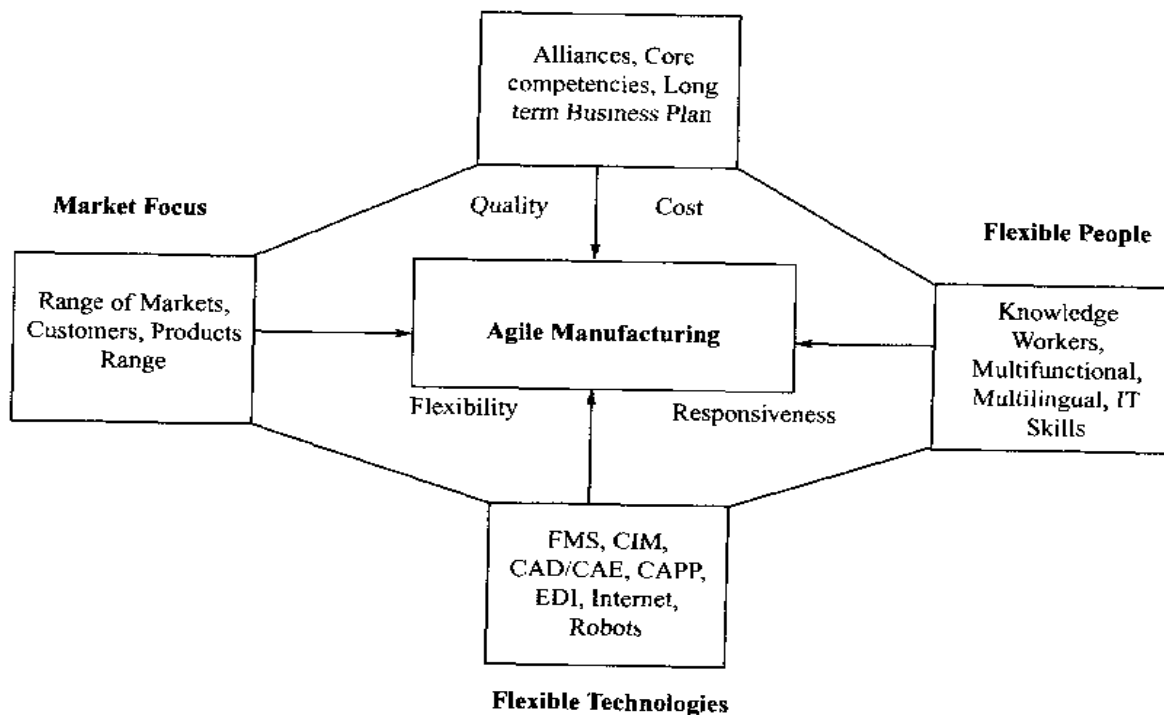 Alliances, Core
competencies, Long
term Business Plan
Market Focus
Quality
Cost
Flexible People
Range of Markets,
Customers, Products
Range
Agile Manufacturing
Knowledge
Workers,
Multifunctional,
Multilingual, IT
Skills
Flexibility
Responsiveness
FMS, CIM,
CAD/CAE, CAPP,
EDI, Internet,
Robots
Flexible Technologies